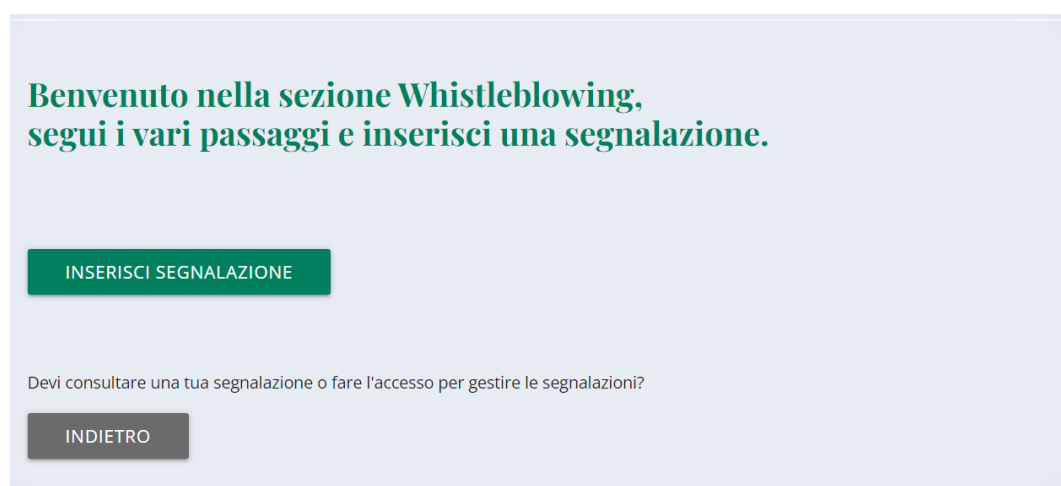 Benvenuto nella sezione Whistleblowing,
segui i vari passaggi e inserisci una segnalazione.
INSERISCI SEGNALAZIONE
Devi consultare una tua segnalazione o fare l'accesso per gestire le segnalazioni?
INDIETRO